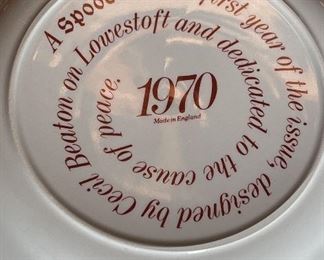 A Spode first year of the issue, designed by Cecil Beaton on Lowestoft and dedicated to the cause of peace.
1970
Made in England